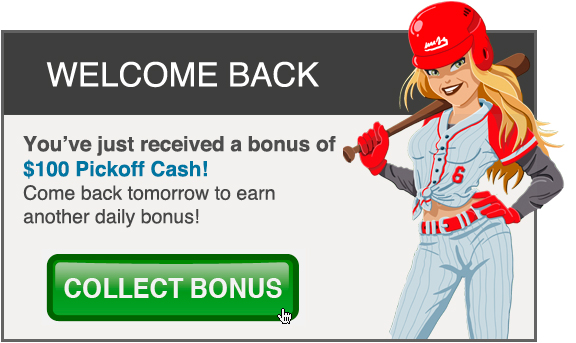 WELCOME BACK
You've just received a bonus of
$100 Pickoff Cash!
Come back tomorrow to earn
another daily bonus!
COLLECT BONUS
6